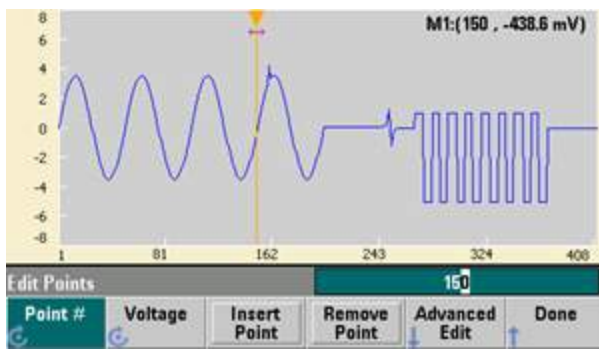 M1:(150 , -438.6 mV)
8
6
4
2
0
-2
-4
-6
-8
1 81 162 243 324 408
Edit Points 150
Point # Voltage Insert Point Remove Point Advanced Edit Done